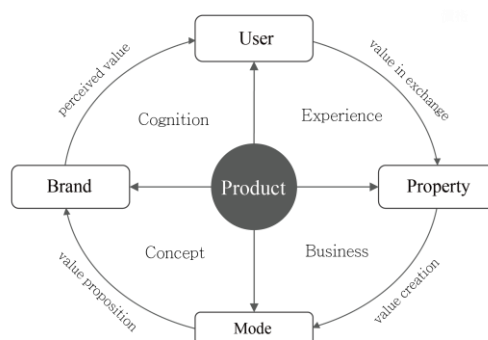 User
perceived value
value in exchange
Cognition
Experience
Brand
Product
Property
Concept
Business
value proposition
value creation
Mode